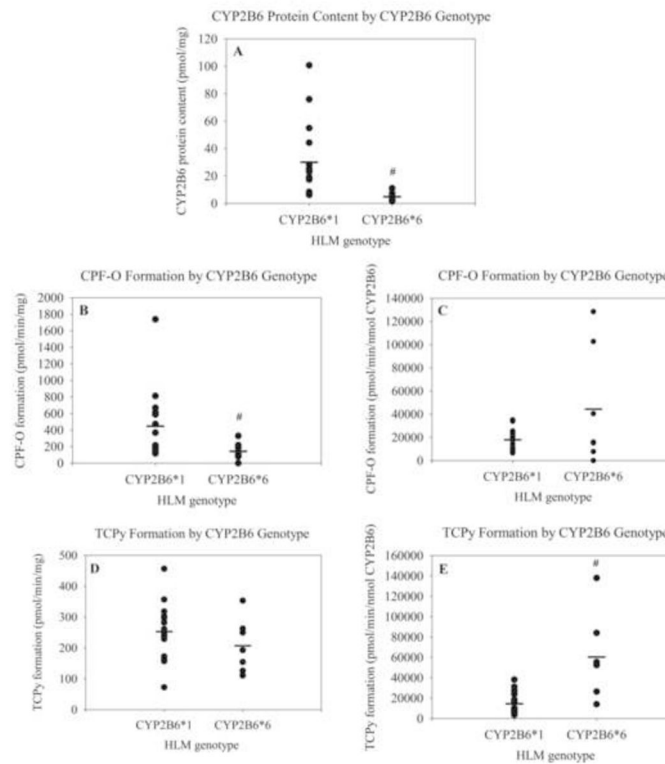 CYP2B6 Protein Content by CYP2B6 Genotype
A
CYP2B6 protein content (pmol/mg)
120
100
80
60
40
20
0
#
CYP2B6*1 CYP2B6*6
HLM genotype
CPF-O Formation by CYP2B6 Genotype
B
CPF-O formation (pmol/min/mg)
2000
1800
1600
1400
1200
1000
800
600
400
200
0
#
CYP2B6*1 CYP2B6*6
HLM genotype
CPF-O Formation by CYP2B6 Genotype
C
CPF-O formation (pmol/min/nmol CYP2B6)
140000
120000
100000
80000
60000
40000
20000
0
CYP2B6*1 CYP2B6*6
HLM genotype
TCPy Formation by CYP2B6 Genotype
D
TCPy formation (pmol/min/mg)
500
400
300
200
100
0
CYP2B6*1 CYP2B6*6
HLM genotype
TCPy Formation by CYP2B6 Genotype
E
TCPy formation (pmol/min/nmol CYP2B6)
160000
140000
120000
100000
80000
60000
40000
20000
0
#
CYP2B6*1 CYP2B6*6
HLM genotype